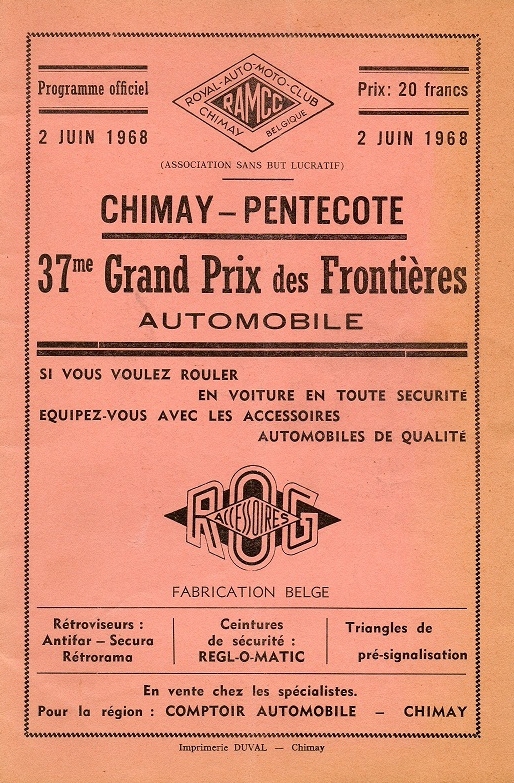 Programme officiel
2 JUIN 1968
ROYAL-AUTO-MOTO-CLUB
RAMCC
CHIMAY BELGIQUE
Prix: 20 francs
2 JUIN 1968
(ASSOCIATION SANS BUT LUCRATIF)
CHIMAY – PENTECOTE
37me Grand Prix des Frontières
AUTOMOBILE
SI VOUS VOULEZ ROULER
EN VOITURE EN TOUTE SECURITÉ
EQUIPEZ-VOUS AVEC LES ACCESSOIRES
AUTOMOBILES DE QUALITÉ
ROG
ACCESSOIRES
FABRICATION BELGE
Rétroviseurs :
Antifar – Secura
Rétrorama
Ceintures
de sécurité :
REGL-O-MATIC
Triangles de
pré-signalisation
En vente chez les spécialistes.
Pour la région : COMPTOIR AUTOMOBILE – CHIMAY
Imprimerie DUVAL — Chimay